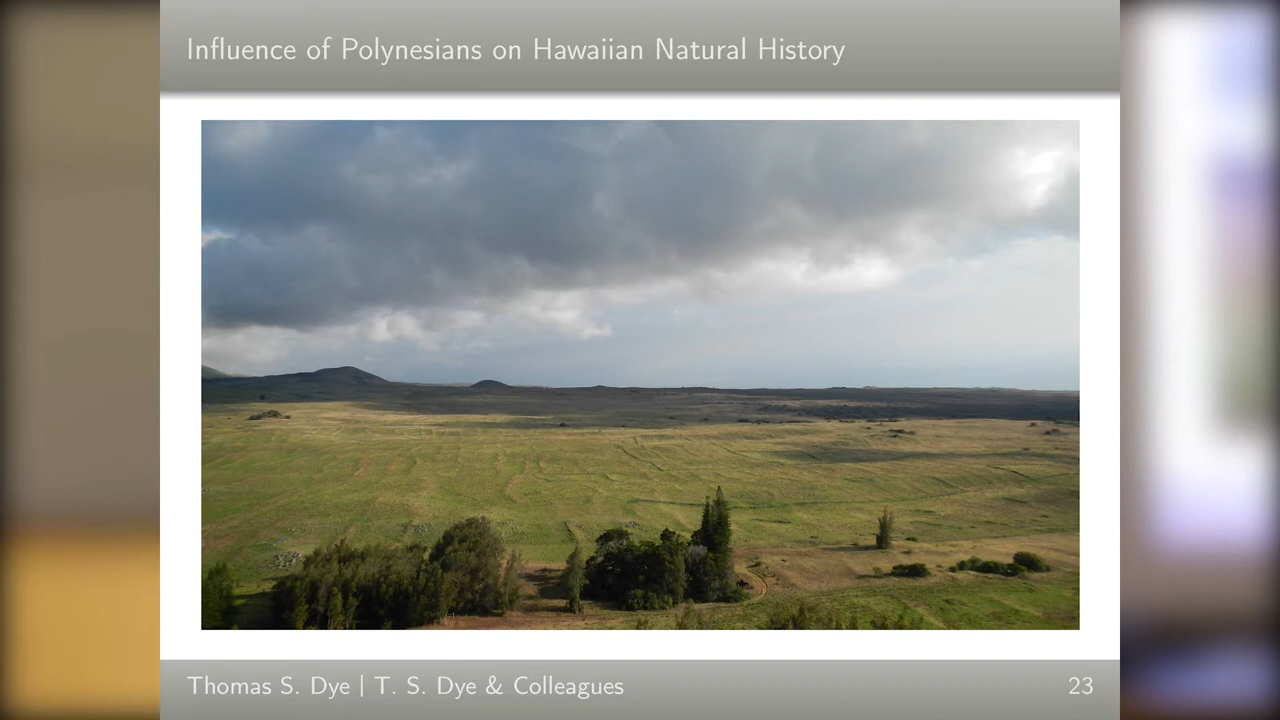 Influence of Polynesians on Hawaiian Natural History
Thomas S. Dye | T. S. Dye & Colleagues
23